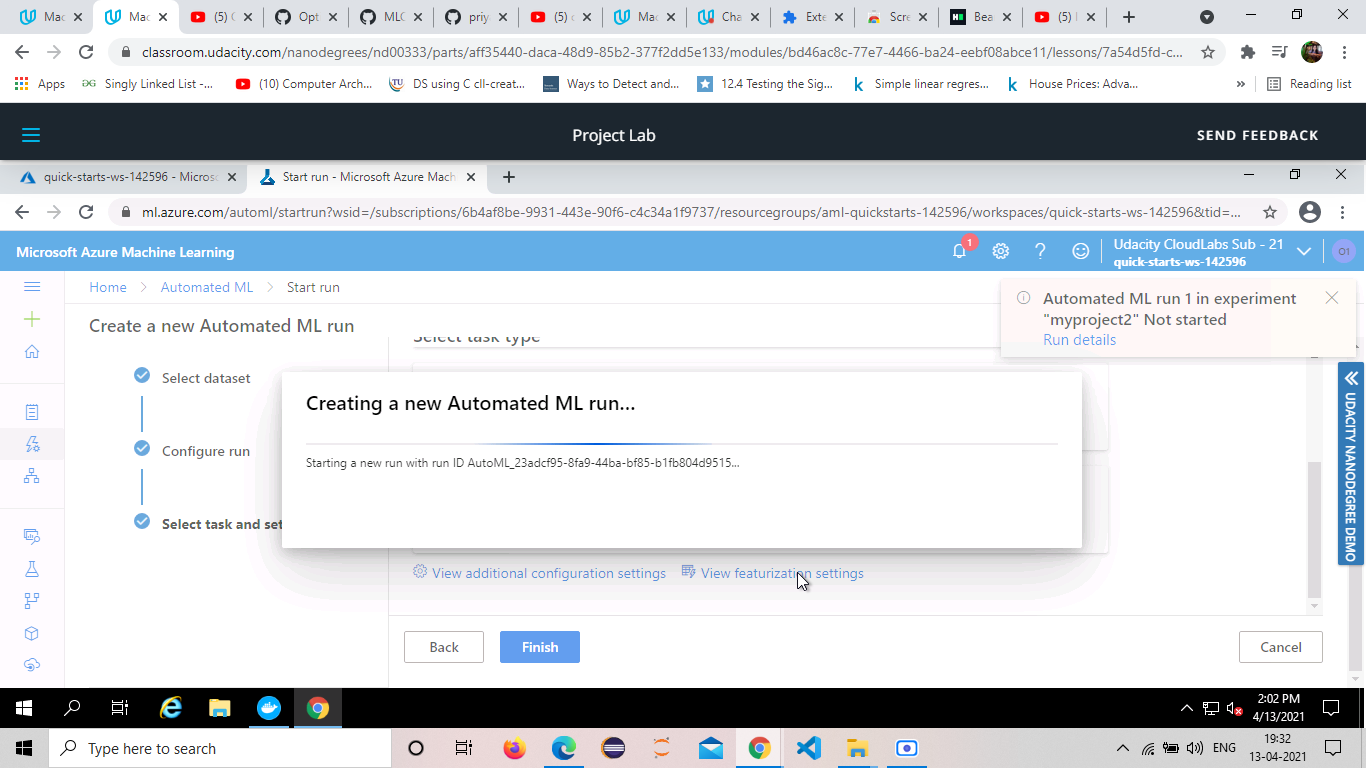 Mac
Mac
(5) C
Opt
MLC
priy
(5) c
Mac
Cha
Exte
Scre
Bea
(5) I
classroom.udacity.com/nanodegrees/nd00333/parts/aff35440-daca-48d9-85b2-377f2dd5e133/modules/bd46ac8c-77e7-4466-ba24-eebf08abce11/lessons/7a54d5fd-c...
Apps
Singly Linked List -...
(10) Computer Arch...
DS using C cll-creat...
Ways to Detect and...
12.4 Testing the Sig...
Simple linear regres...
House Prices: Adva...
»
Reading list
Project Lab
SEND FEEDBACK
quick-starts-ws-142596 - Micros
Start run - Microsoft Azure Mach
ml.azure.com/automl/startrun?wsid=/subscriptions/6b4af8be-9931-443e-90f6-c4c34a1f9737/resourcegroups/aml-quickstarts-142596/workspaces/quick-starts-ws-142596&tid=...
Microsoft Azure Machine Learning
1
Udacity CloudLabs Sub - 21
quick-starts-ws-142596
O1
Home > Automated ML > Start run
Automated ML run 1 in experiment
"myproject2" Not started
Run details
Create a new Automated ML run
Select task type
Select dataset
Configure run
Select task and set
Creating a new Automated ML run...
Starting a new run with run ID AutoML_23adcf95-8fa9-44ba-bf85-b1fb804d9515...
View additional configuration settings
View featurization settings
UDACITY NANODEGREE DEMO
Back
Finish
Cancel
2:02 PM
4/13/2021
Type here to search
ENG
19:32
13-04-2021